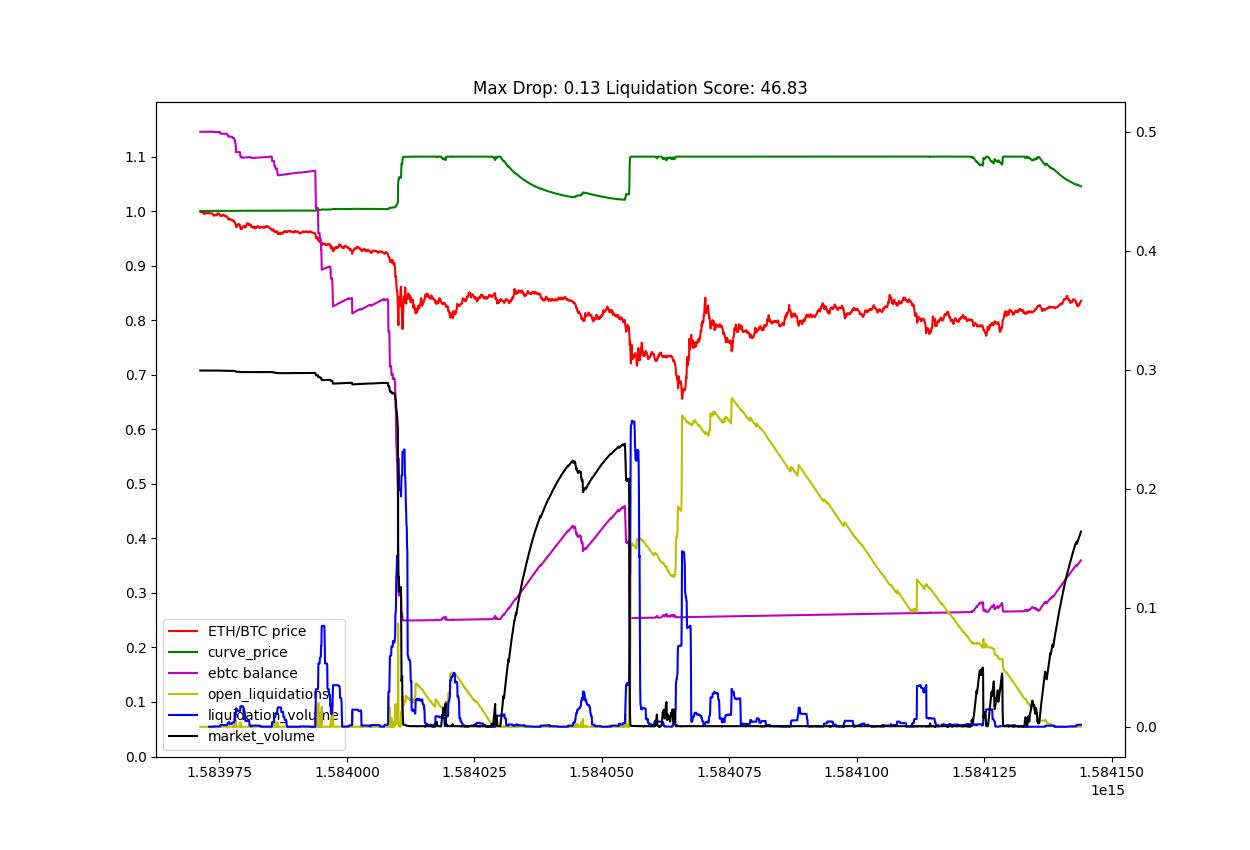 Max Drop: 0.13 Liquidation Score: 46.83
1.1
1.0
0.9
0.8
0.7
0.6
0.5
0.4
0.3
0.2
0.1
0.0
0.5
0.4
0.3
0.2
0.1
0.0
ETH/BTC price
curve_price
ebtc balance
open_liquidations
liquidation_volume
market_volume
1.583975 1.584000 1.584025 1.584050 1.584075 1.584100 1.584125 1.584150
1e15